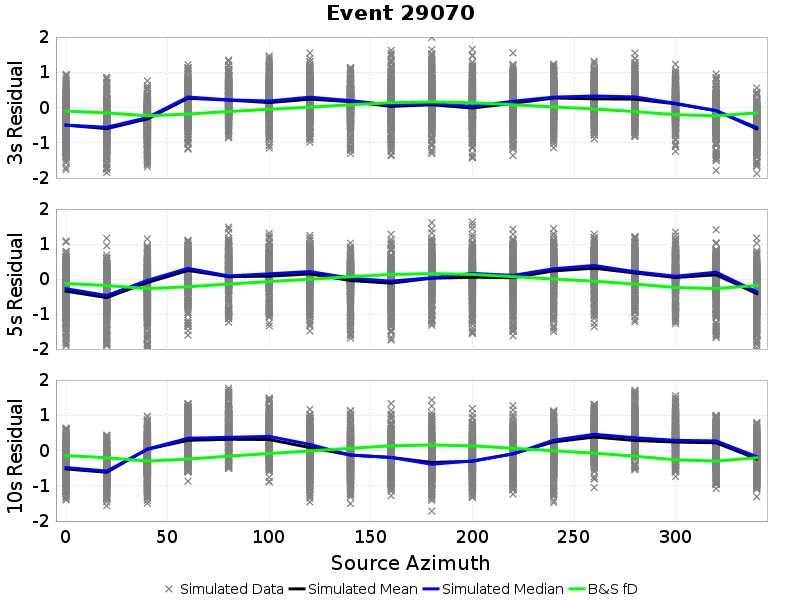 Event 29070
3s Residual
2
1
0
-1
-2
5s Residual
2
1
0
-1
-2
10s Residual
2
1
0
-1
-2
0 50 100 150 200 250 300
Source Azimuth
Simulated Data Simulated Mean Simulated Median B&S fD